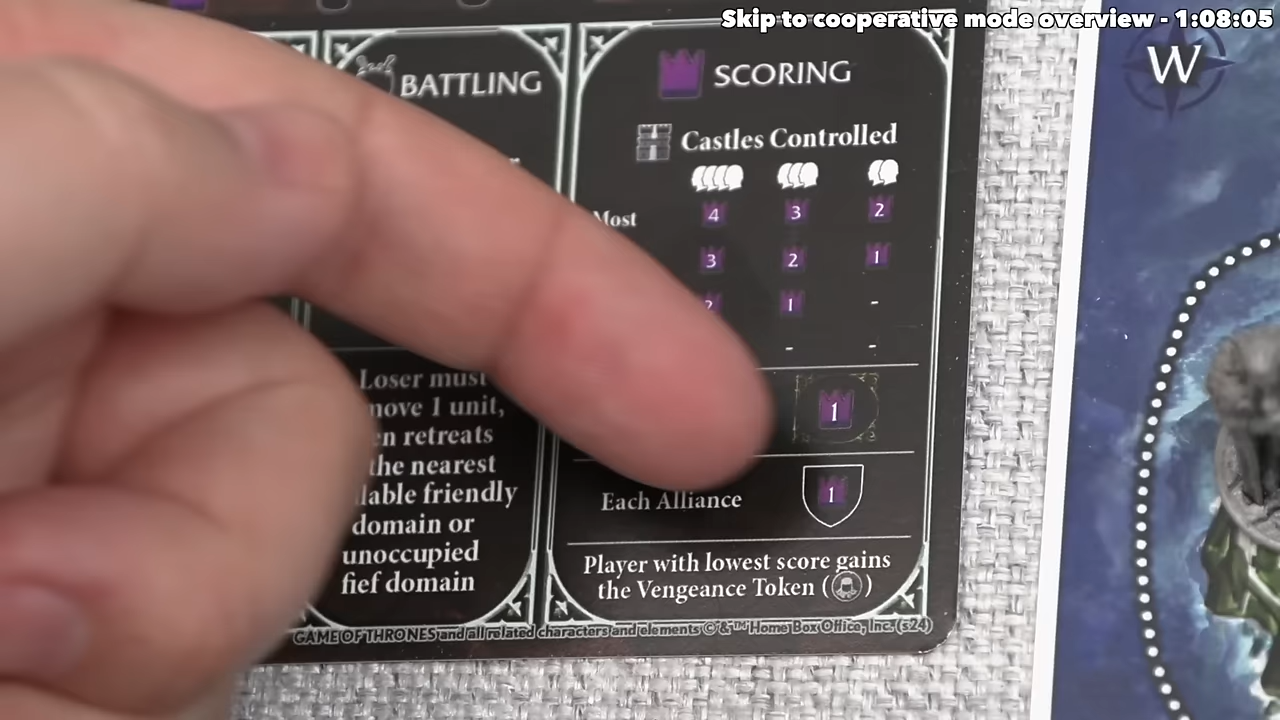 Skip to cooperative mode overview - 1:08:05
W
BATTLING
Loser must
1 unit,
retreats
the nearest
friendly
domain or
unoccupied
fief domain
SCORING
Castles Controlled
Most 4 3 2
3 2 1
2 1 -
- -
1
Each Alliance 1
Player with lowest score gains
the Vengeance Token ( )
GAME OF THRONES and all related characters and elements © & ™ Home Box Office, Inc. (s24)